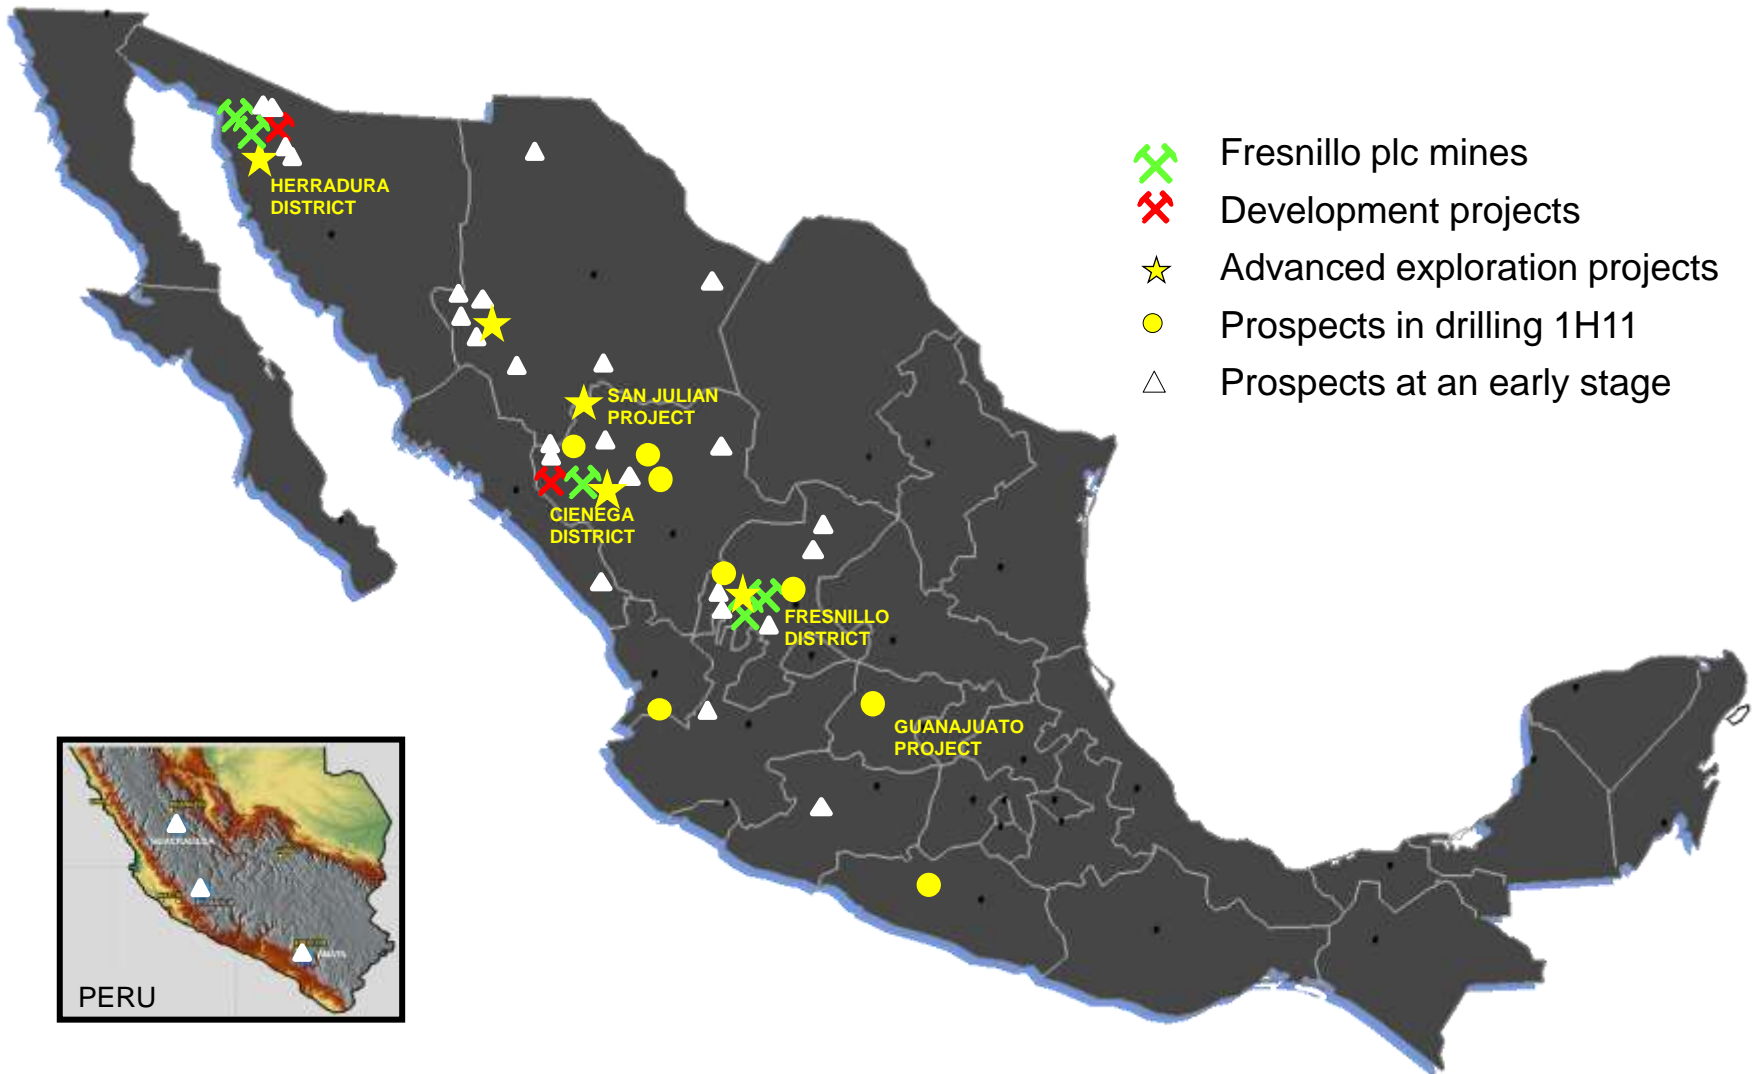 Fresnillo plc mines
Development projects
Advanced exploration projects
Prospects in drilling 1H11
Prospects at an early stage
HERRADURA
DISTRICT
SAN JULIAN
PROJECT
CIENEGA
DISTRICT
FRESNILLO
DISTRICT
GUANAJUATO
PROJECT
PERU